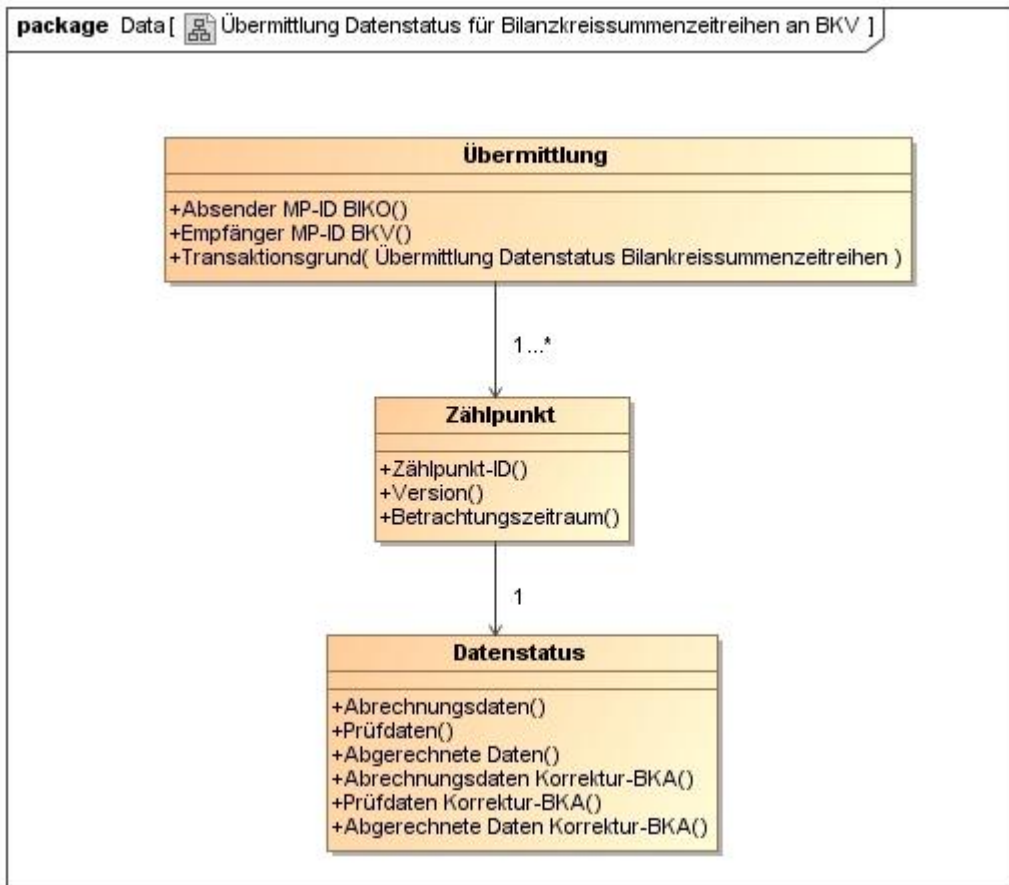 package Data [ Übermittlung Datenstatus für Bilanzkreissummenzeitreihen an BKV ]
Übermittlung
+Absender MP-ID BIKO()
+Empfänger MP-ID BKV()
+Transaktionsgrund( Übermittlung Datenstatus Bilankreissummenzeitreihen )
1...*
Zählpunkt
+Zählpunkt-ID()
+Version()
+Betrachtungszeitraum()
1
Datenstatus
+Abrechnungsdaten()
+Prüfdaten()
+Abgerechnete Daten()
+Abrechnungsdaten Korrektur-BKA()
+Prüfdaten Korrektur-BKA()
+Abgerechnete Daten Korrektur-BKA()